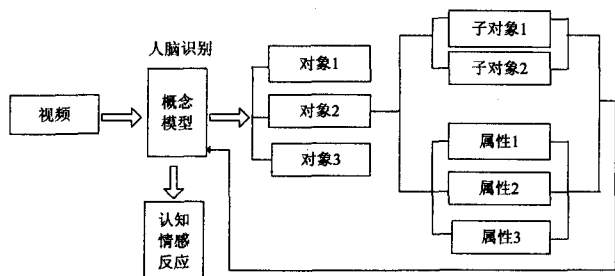 人脑识别
视频
概念
模型
认知
情感
反应
对象1
对象2
对象3
子对象1
子对象2
属性1
属性2
属性3